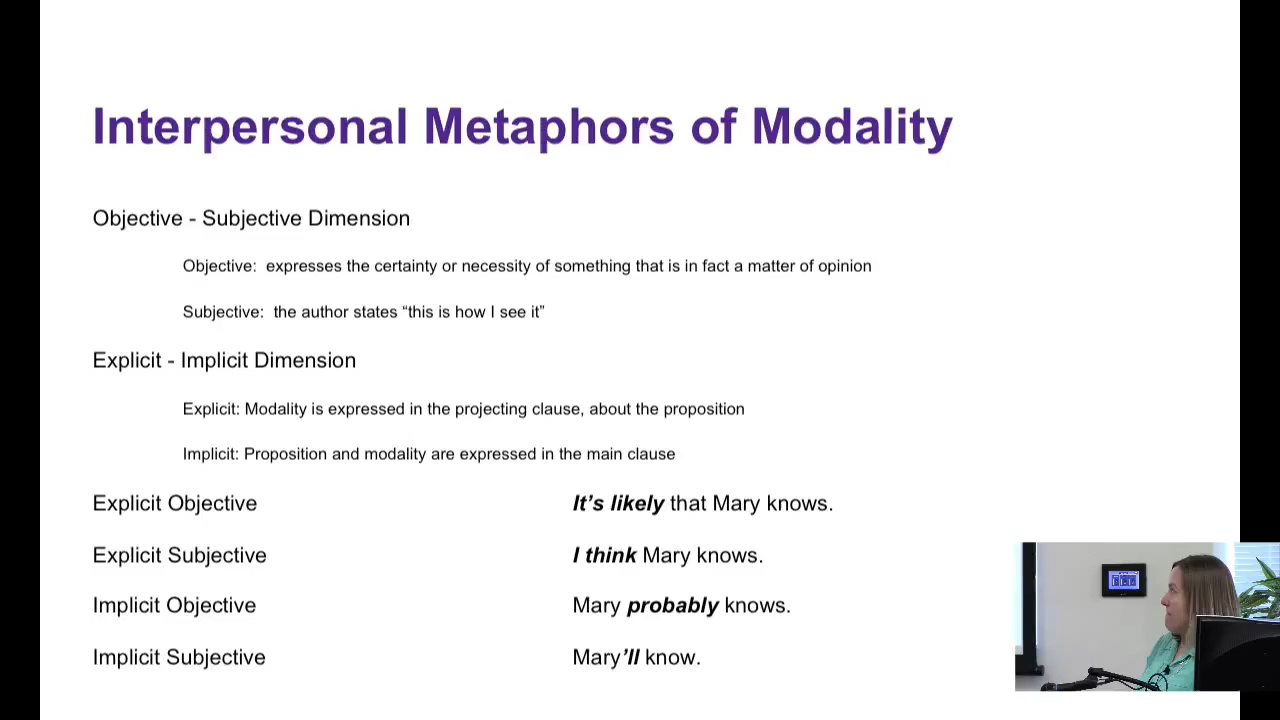 Interpersonal Metaphors of Modality
Objective - Subjective Dimension
Objective:  expresses the certainty or necessity of something that is in fact a matter of opinion
Subjective:  the author states “this is how I see it”
Explicit - Implicit Dimension
Explicit: Modality is expressed in the projecting clause, about the proposition
Implicit: Proposition and modality are expressed in the main clause
Explicit Objective It’s likely that Mary knows.
Explicit Subjective I think Mary knows.
Implicit Objective Mary probably knows.
Implicit Subjective Mary’ll know.